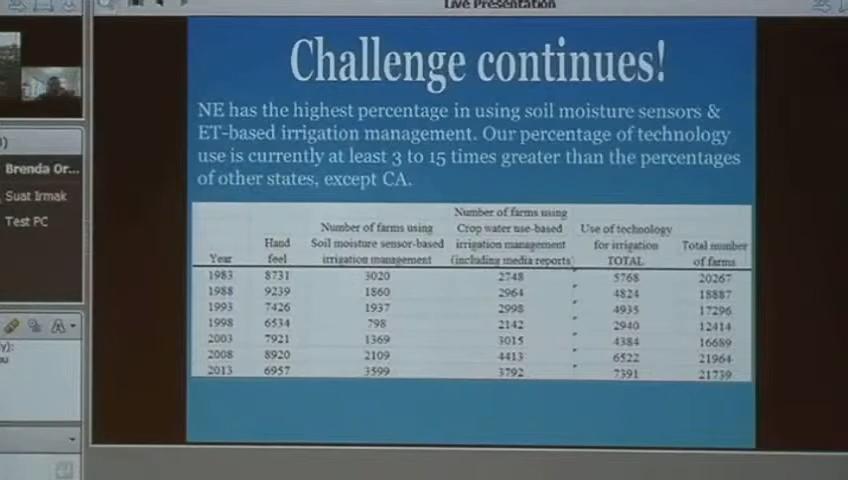 Live Presentation
Challenge continues!
NE has the highest percentage in using soil moisture sensors &
ET-based irrigation management. Our percentage of technology
use is currently at least 3 to 15 times greater than the percentages
of other states, except CA.
Year Hand feel Number of farms using Soil moisture sensor-based irrigation management Number of farms using Crop water use-based irrigation management (including media reports) Use of technology for irrigation TOTAL Total number of farms
1983 8731 3020 2748 5768 20267
1988 9239 1860 2964 4824 18887
1993 7426 1937 2998 4935 17296
1998 6534 798 2142 2940 12414
2003 7921 1369 3015 4384 16689
2008 8920 2109 4413 6522 21964
2013 6957 3599 3792 7391 21739
Brenda Or...
Suat Irmak
Test PC